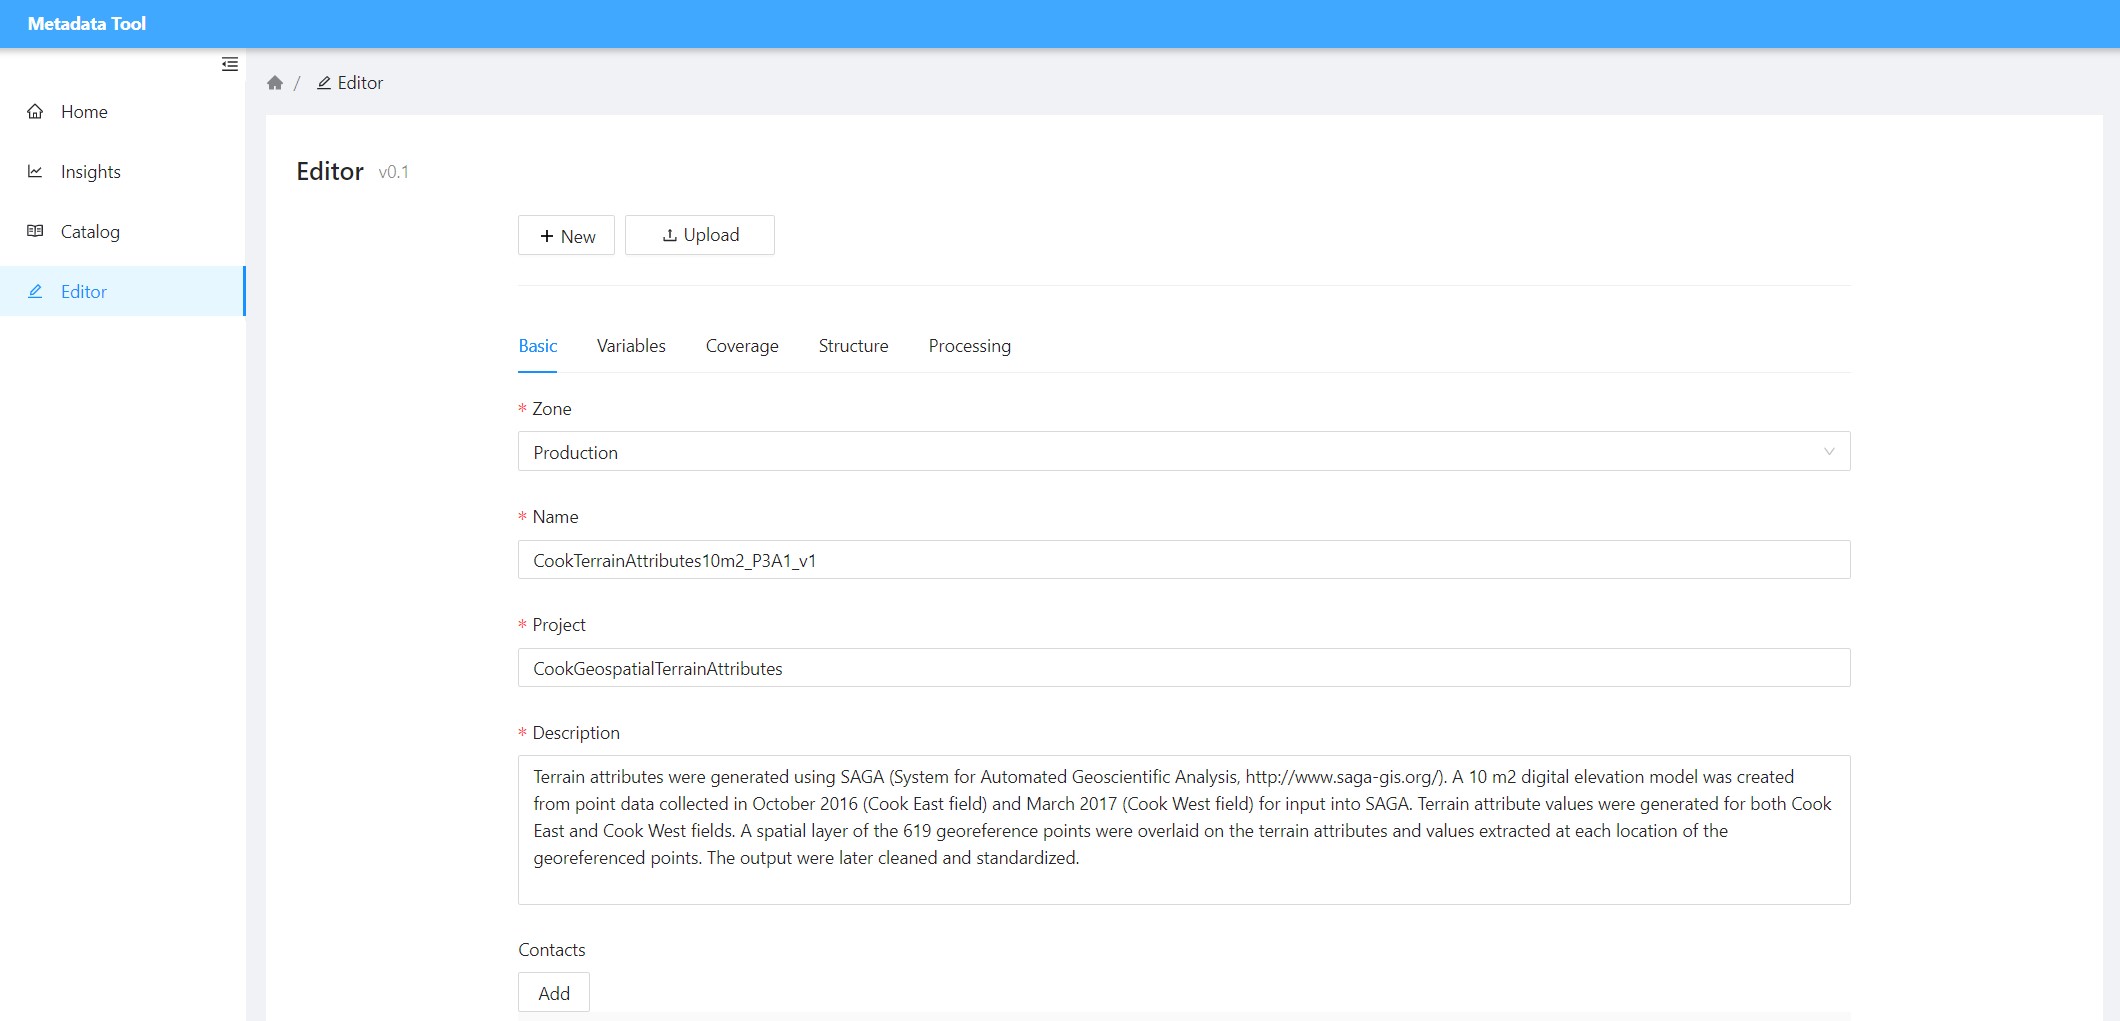 Metadata Tool
Home
Insights
Catalog
Editor
/ Editor
Editor v0.1
+ New
Upload
Basic Variables Coverage Structure Processing
* Zone
Production
* Name
CookTerrainAttributes10m2_P3A1_v1
* Project
CookGeospatialTerrainAttributes
* Description
Terrain attributes were generated using SAGA (System for Automated Geoscientific Analysis, http://www.saga-gis.org/). A 10 m2 digital elevation model was created
from point data collected in October 2016 (Cook East field) and March 2017 (Cook West field) for input into SAGA. Terrain attribute values were generated for both Cook
East and Cook West fields. A spatial layer of the 619 georeference points were overlaid on the terrain attributes and values extracted at each location of the
georeferenced points. The output were later cleaned and standardized.
Contacts
Add